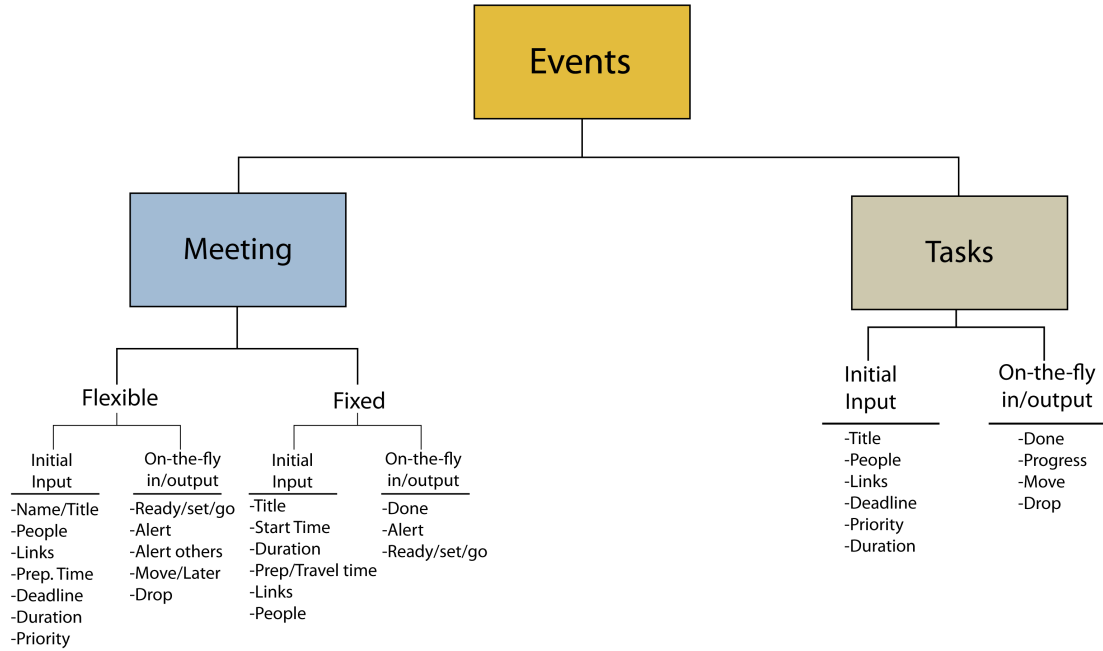 Events
Meeting
Tasks
Flexible
Fixed
Initial
Input
-Name/Title
-People
-Links
-Prep. Time
-Deadline
-Duration
-Priority
On-the-fly
in/output
-Ready/set/go
-Alert
-Alert others
-Move/Later
-Drop
Initial
Input
-Title
-Start Time
-Duration
-Prep/Travel time
-Links
-People
On-the-fly
in/output
-Done
-Alert
-Ready/set/go
Initial
Input
-Title
-People
-Links
-Deadline
-Priority
-Duration
On-the-fly
in/output
-Done
-Progress
-Move
-Drop